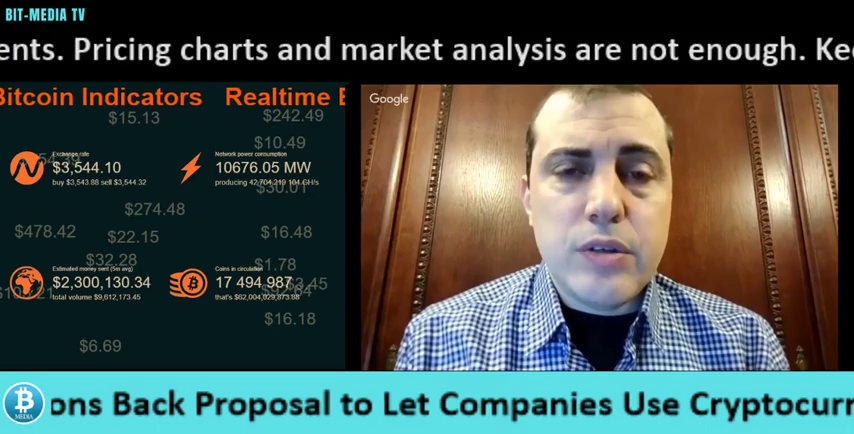 BIT-MEDIA TV
ents. Pricing charts and market analysis are not enough. Kee
Bitcoin Indicators Realtime
$15.13
$242.49
$10.49
Exchange rate
$3,544.10
buy $3,543.88 sell $3,544.32
Network power consumption
10676.05 MW
$30.01
$274.48
$478.42
$22.15
$16.48
$32.28
$1.78
Estimated money sent (5m avg)
$2,300,130.34
total volume $9,612,173.45
Coins in circulation
17 494 987
$16.18
$6.69
Google
BIT
MEDIA
ons Back Proposal to Let Companies Use Cryptocurr